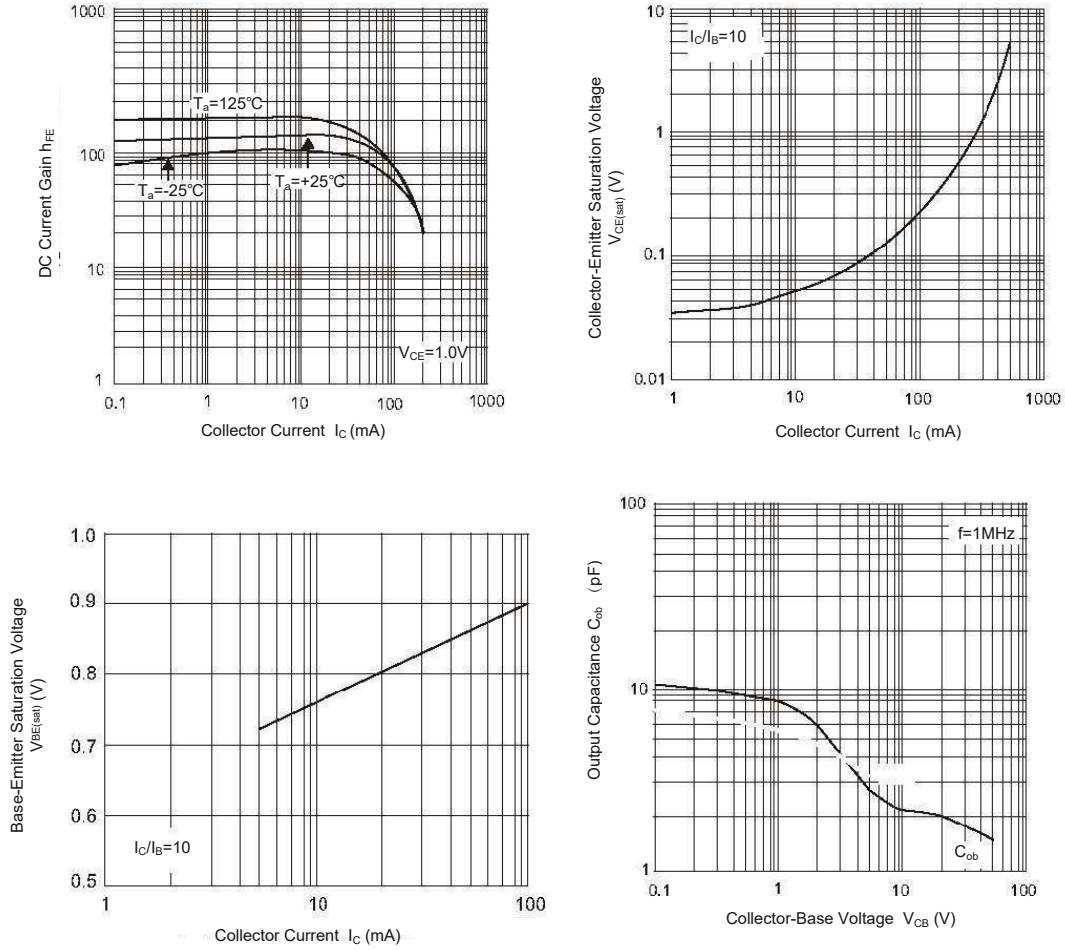 1000
100
10
1
DC Current Gain hFE
Ta=125℃
Ta=-25℃
Ta=+25℃
VCE=1.0V
0.1 1 10 100 1000
Collector Current IC (mA)
10
1
0.1
0.01
Collector-Emitter Saturation Voltage
VCE(sat) (V)
IC/IB=10
1 10 100 1000
Collector Current IC (mA)
1.0
0.9
0.8
0.7
0.6
0.5
Base-Emitter Saturation Voltage
VBE(sat) (V)
IC/IB=10
1 10 100
Collector Current IC (mA)
100
10
1
Output Capacitance Cob (pF)
f=1MHz
Cob
0.1 1 10 100
Collector-Base Voltage VCB (V)